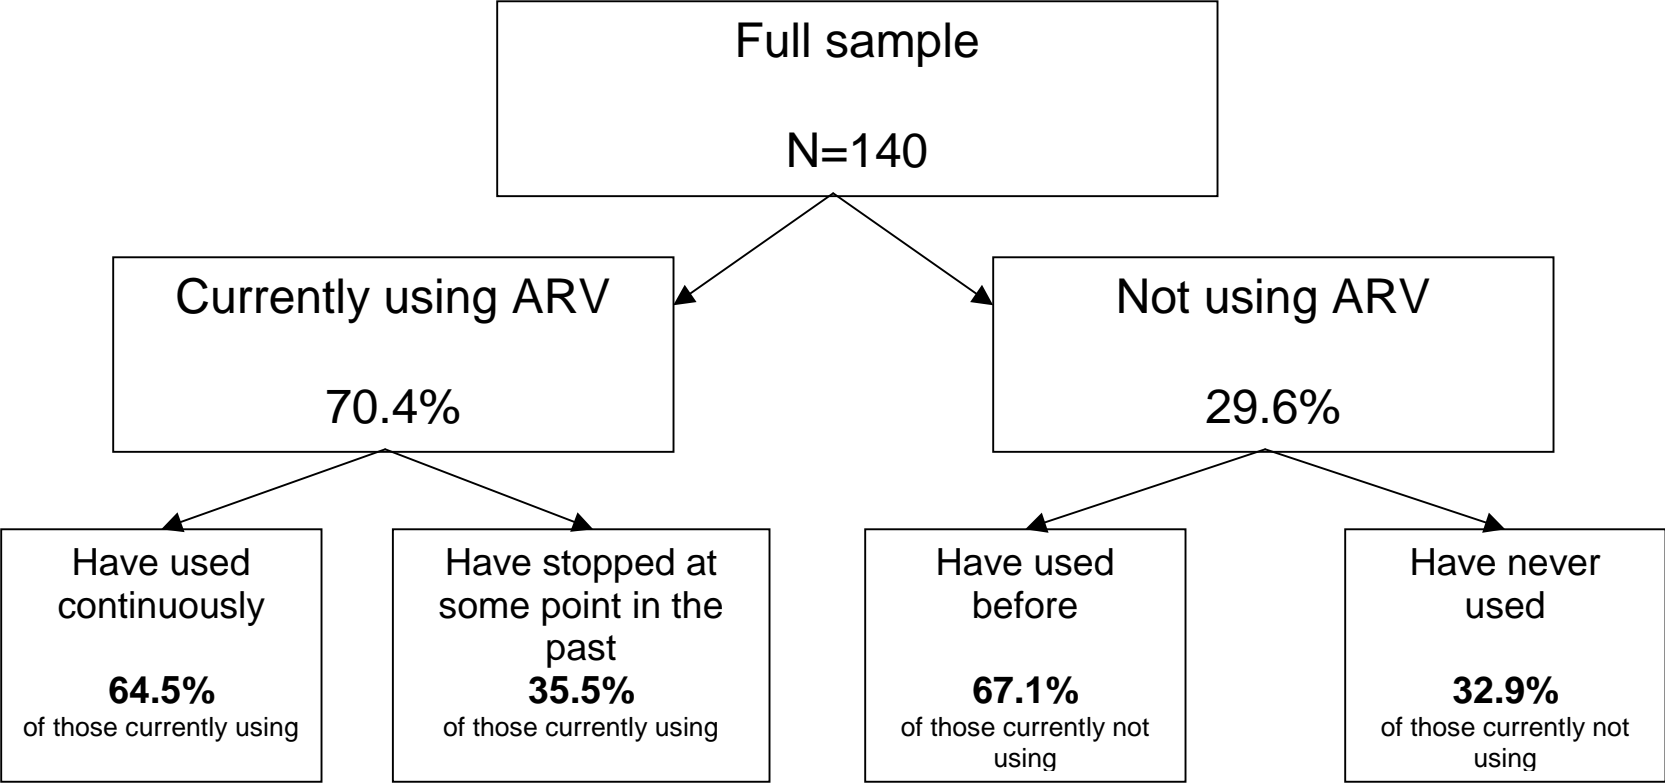 Full sample
N=140
Currently using ARV
70.4%
Not using ARV
29.6%
Have used
continuously
64.5%
of those currently using
Have stopped at
some point in the
past
35.5%
of those currently using
Have used
before
67.1%
of those currently not
using
Have never
used
32.9%
of those currently not
using